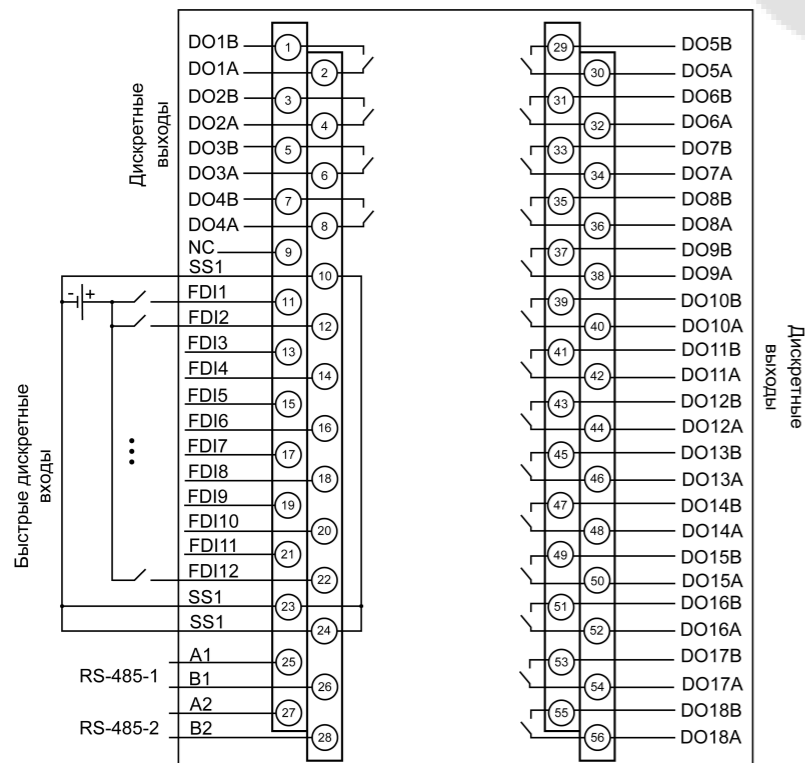 Дискретные
выходы
DO1B 1
DO1A 2
DO2B 3
DO2A 4
DO3B 5
DO3A 6
DO4B 7
DO4A 8
NC 9
SS1 10
Быстрые дискретные
входы
- +
FDI1 11
FDI2 12
FDI3 13
FDI4 14
FDI5 15
FDI6 16
FDI7 17
FDI8 18
FDI9 19
FDI10 20
FDI11 21
FDI12 22
SS1 23
SS1 24
RS-485-1
A1 25
B1 26
RS-485-2
A2 27
B2 28
29 DO5B
30 DO5A
31 DO6B
32 DO6A
33 DO7B
34 DO7A
35 DO8B
36 DO8A
37 DO9B
38 DO9A
39 DO10B
40 DO10A
41 DO11B
42 DO11A
43 DO12B
44 DO12A
45 DO13B
46 DO13A
47 DO14B
48 DO14A
49 DO15B
50 DO15A
51 DO16B
52 DO16A
53 DO17B
54 DO17A
55 DO18B
56 DO18A
Дискретные
выходы